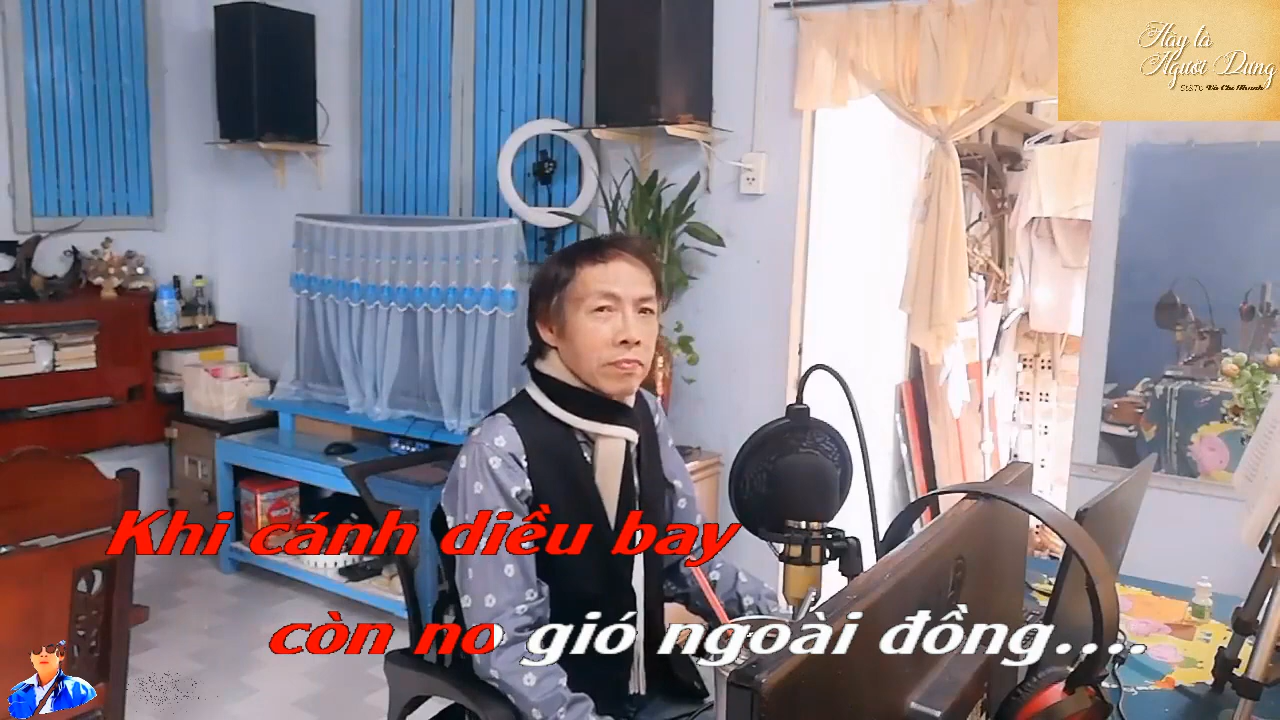 Hãy là
Người Dưng
Khi cánh diều bay
còn no gió ngoài đồng....